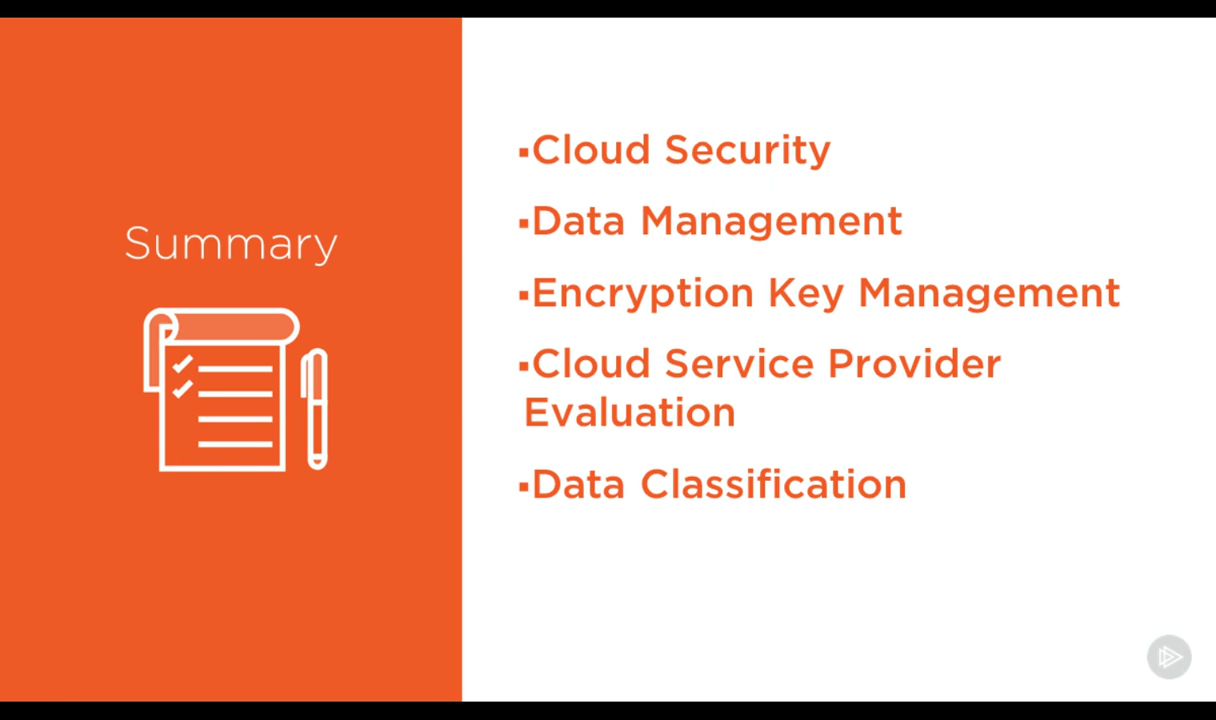 Summary
▪Cloud Security
▪Data Management
▪Encryption Key Management
▪Cloud Service Provider
Evaluation
▪Data Classification